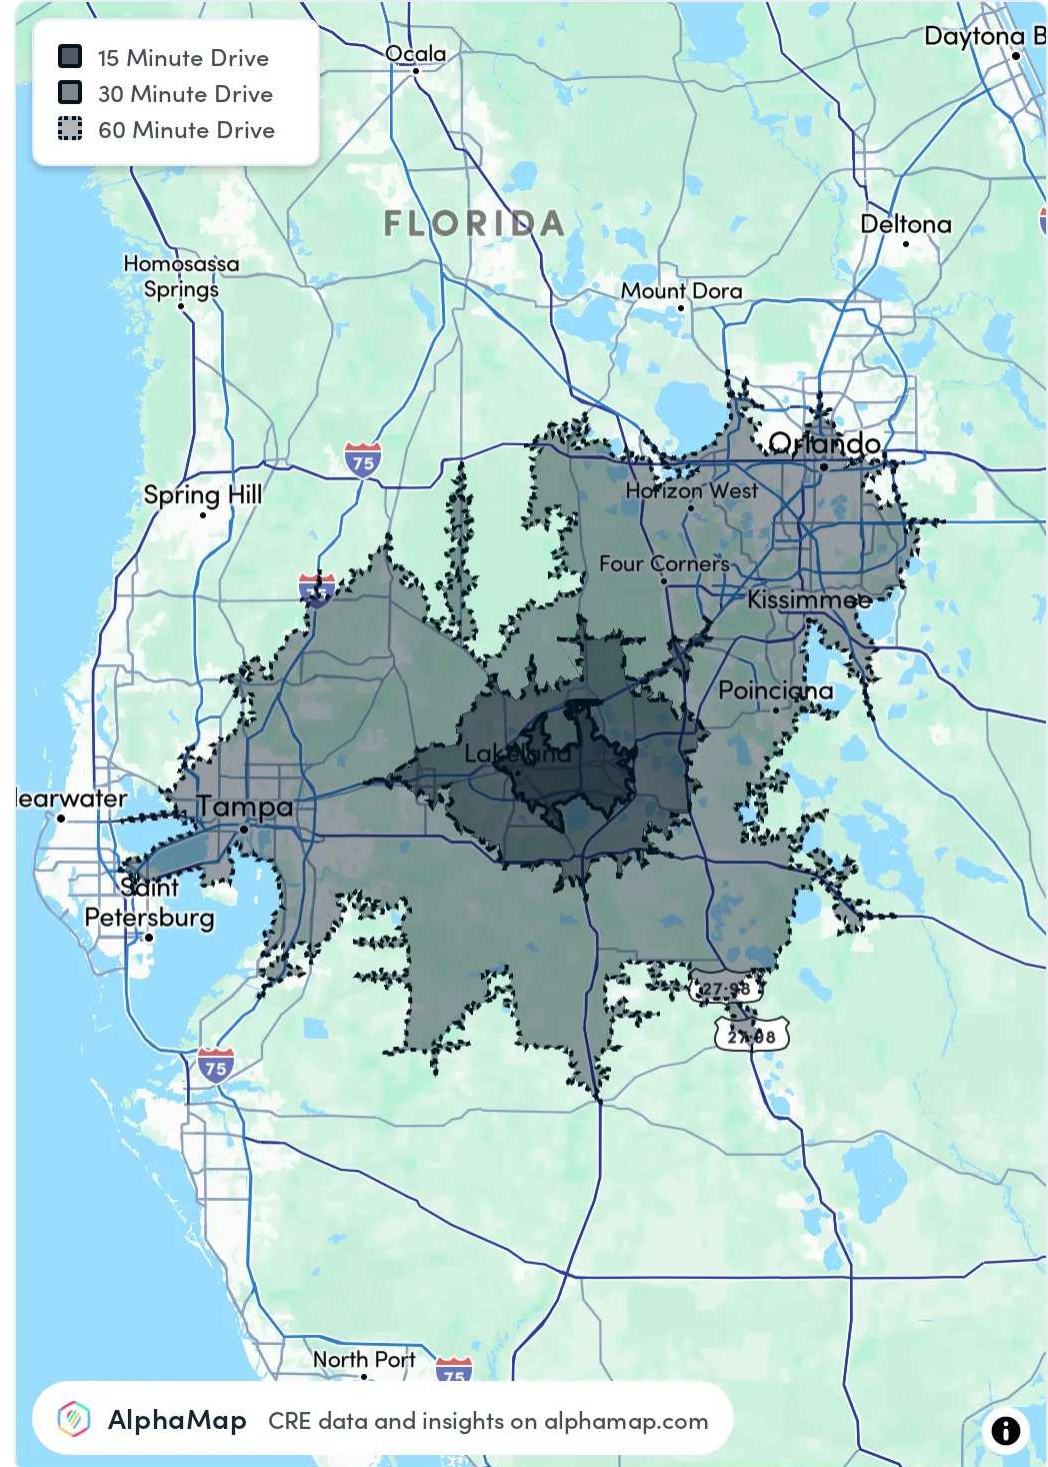 15 Minute Drive
30 Minute Drive
60 Minute Drive
Ocala
Daytona B
FLORIDA
Deltona
Homosassa
Springs
Mount Dora
Orlando
75
Spring Hill
Horizon West
Four Corners
Kissimmee
Poinciana
Lakeland
learwater
Tampa
Saint
Petersburg
27-98
27-98
75
North Port
75
AlphaMap CRE data and insights on alphamap.com
i